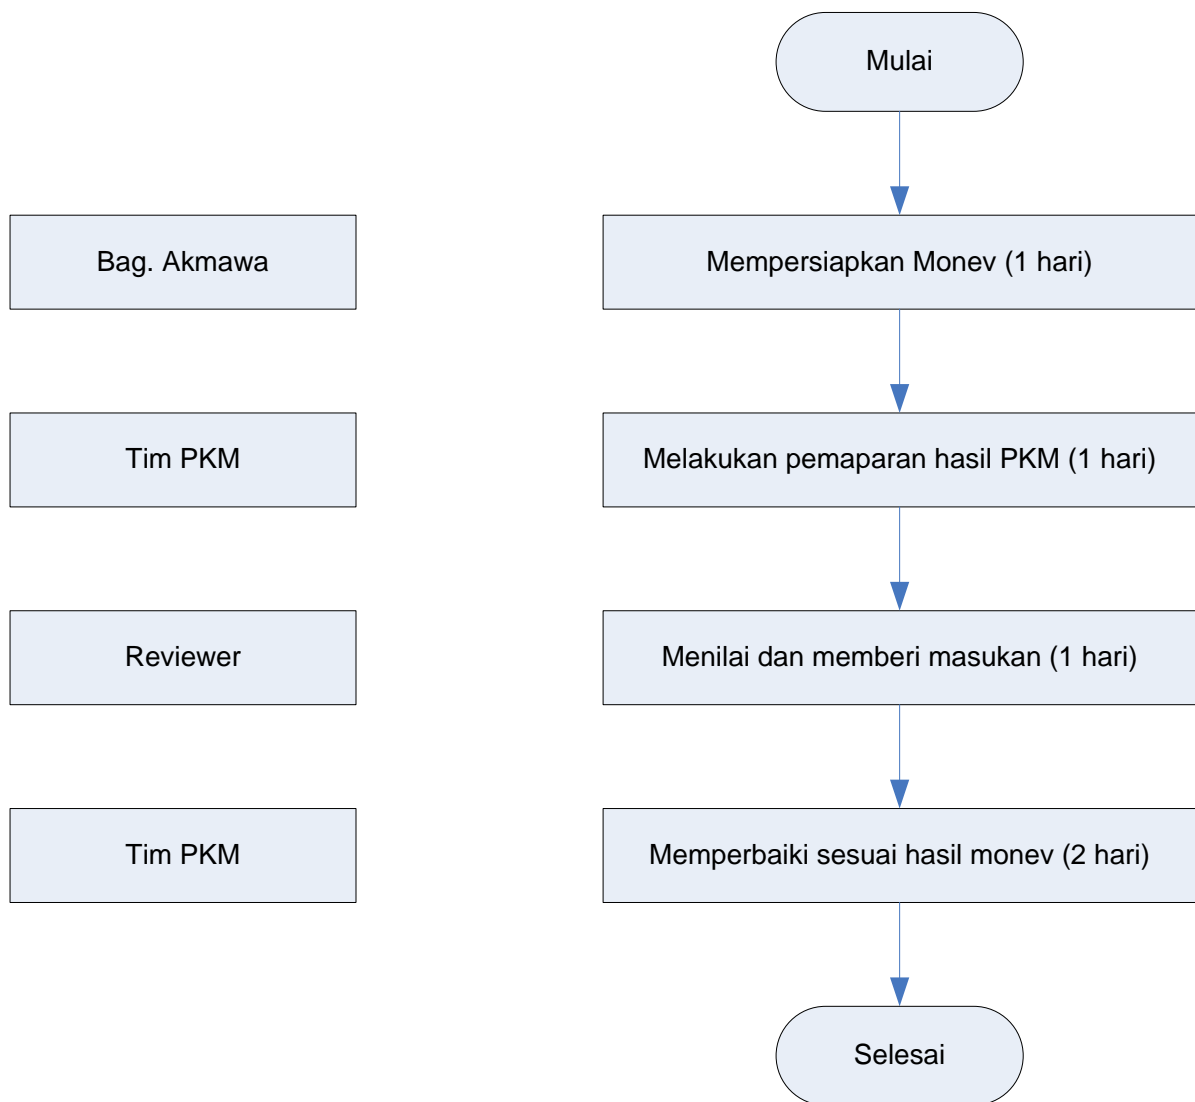 Mulai
Bag. Akmawa
Mempersiapkan Monev (1 hari)
Tim PKM
Melakukan pemaparan hasil PKM (1 hari)
Reviewer
Menilai dan memberi masukan (1 hari)
Tim PKM
Memperbaiki sesuai hasil monev (2 hari)
Selesai